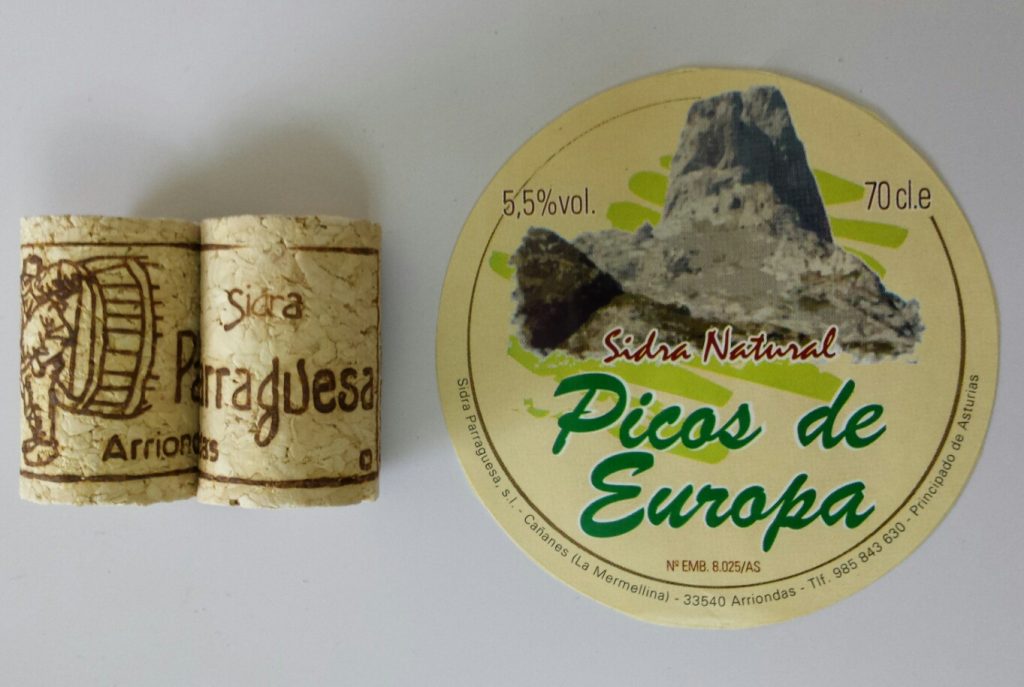 Sidra
Parraguesa
Arriondas
5,5%vol.
70 cl.e
Sidra Natural
Picos de
Europa
Nº EMB. 8.025/AS
Sidra Parraguesa, s.l. - Cañanes (La Mermellina) - 33540 Arriondas - Tlf. 985 843 630 - Principado de Asturias